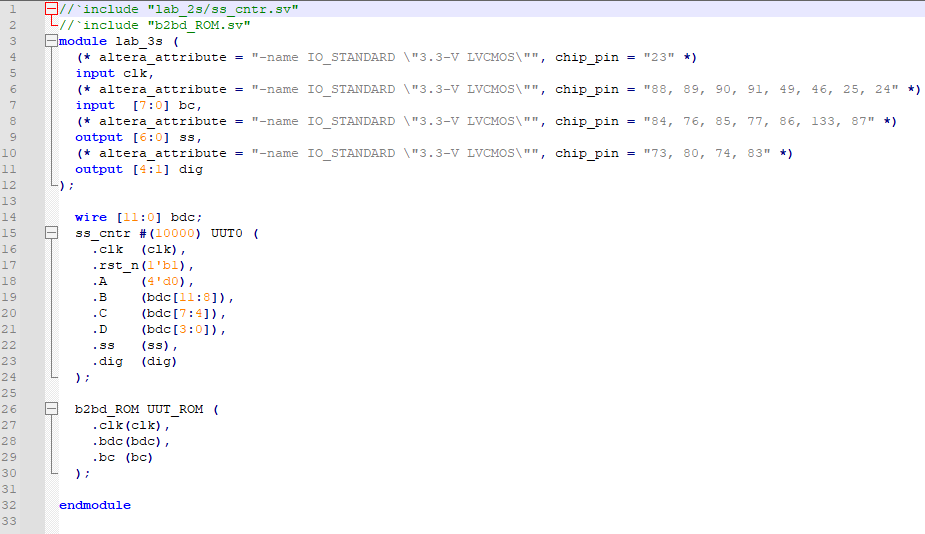 1 //`include "lab_2s/ss_cntr.sv"
2 //`include "b2bd_ROM.sv"
3 module lab_3s (
4   (* altera_attribute = "-name IO_STANDARD \"3.3-V LVCMOS\"", chip_pin = "23" *)
5   input clk,
6   (* altera_attribute = "-name IO_STANDARD \"3.3-V LVCMOS\"", chip_pin = "88, 89, 90, 91, 49, 46, 25, 24" *)
7   input  [7:0] bc,
8   (* altera_attribute = "-name IO_STANDARD \"3.3-V LVCMOS\"", chip_pin = "84, 76, 85, 77, 86, 133, 87" *)
9   output [6:0] ss,
10   (* altera_attribute = "-name IO_STANDARD \"3.3-V LVCMOS\"", chip_pin = "73, 80, 74, 83" *)
11   output [4:1] dig
12 );
13
14   wire [11:0] bdc;
15   ss_cntr #(10000) UUT0 (
16     .clk  (clk),
17     .rst_n(1'b1),
18     .A    (4'd0),
19     .B    (bdc[11:8]),
20     .C    (bdc[7:4]),
21     .D    (bdc[3:0]),
22     .ss   (ss),
23     .dig  (dig)
24   );
25
26   b2bd_ROM UUT_ROM (
27     .clk(clk),
28     .bdc(bdc),
29     .bc (bc)
30   );
31
32 endmodule
33